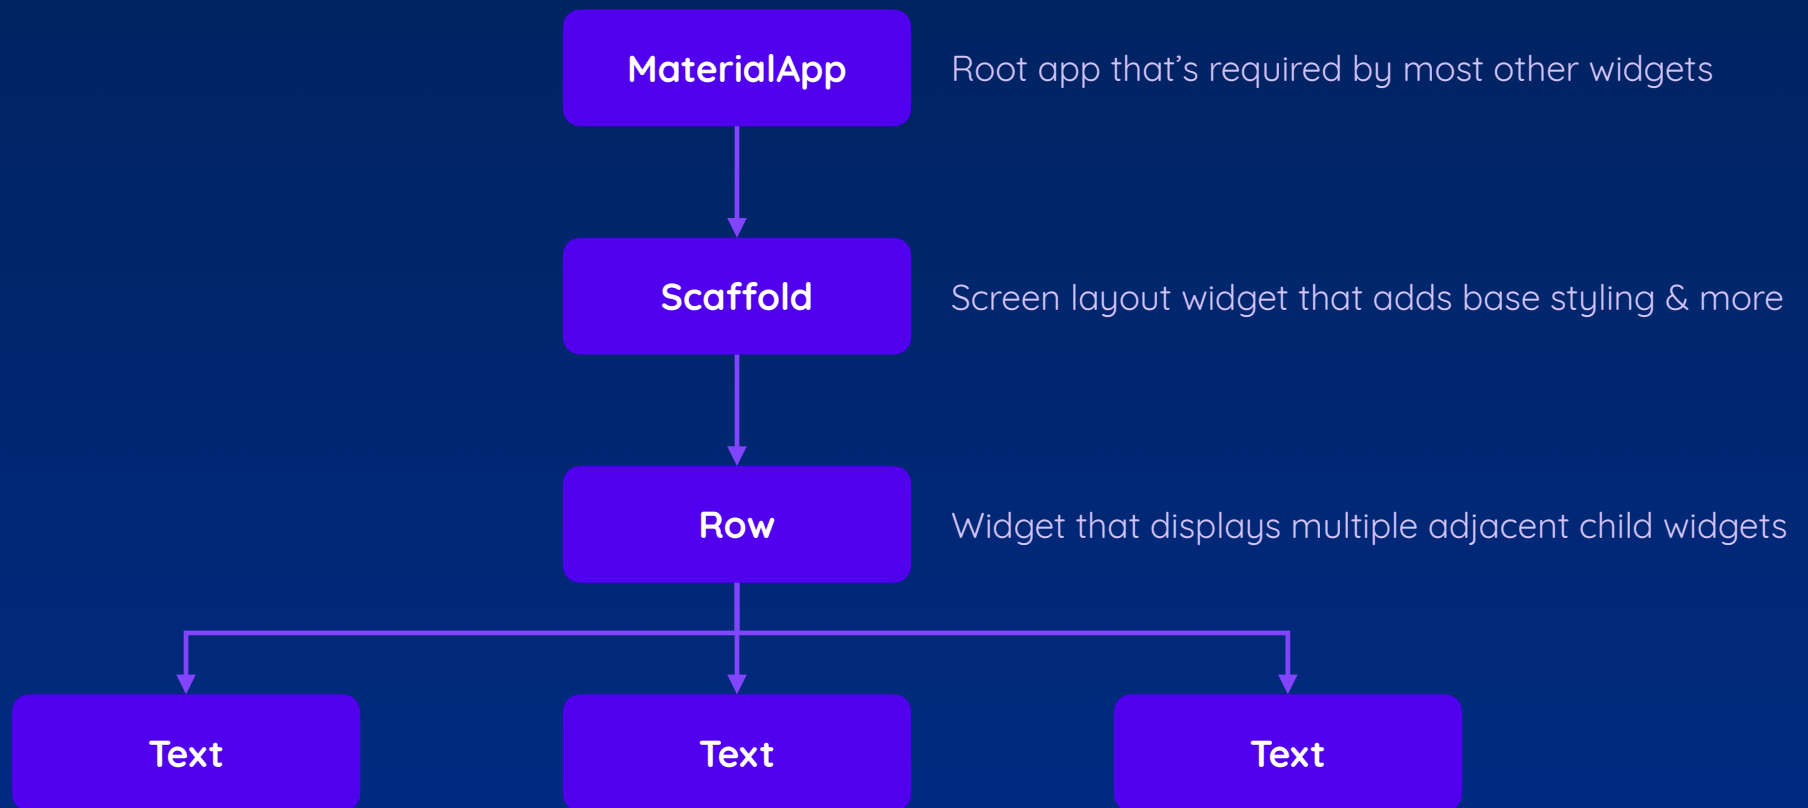 MaterialApp
Root app that’s required by most other widgets
Scaffold
Screen layout widget that adds base styling & more
Row
Widget that displays multiple adjacent child widgets
Text
Text
Text